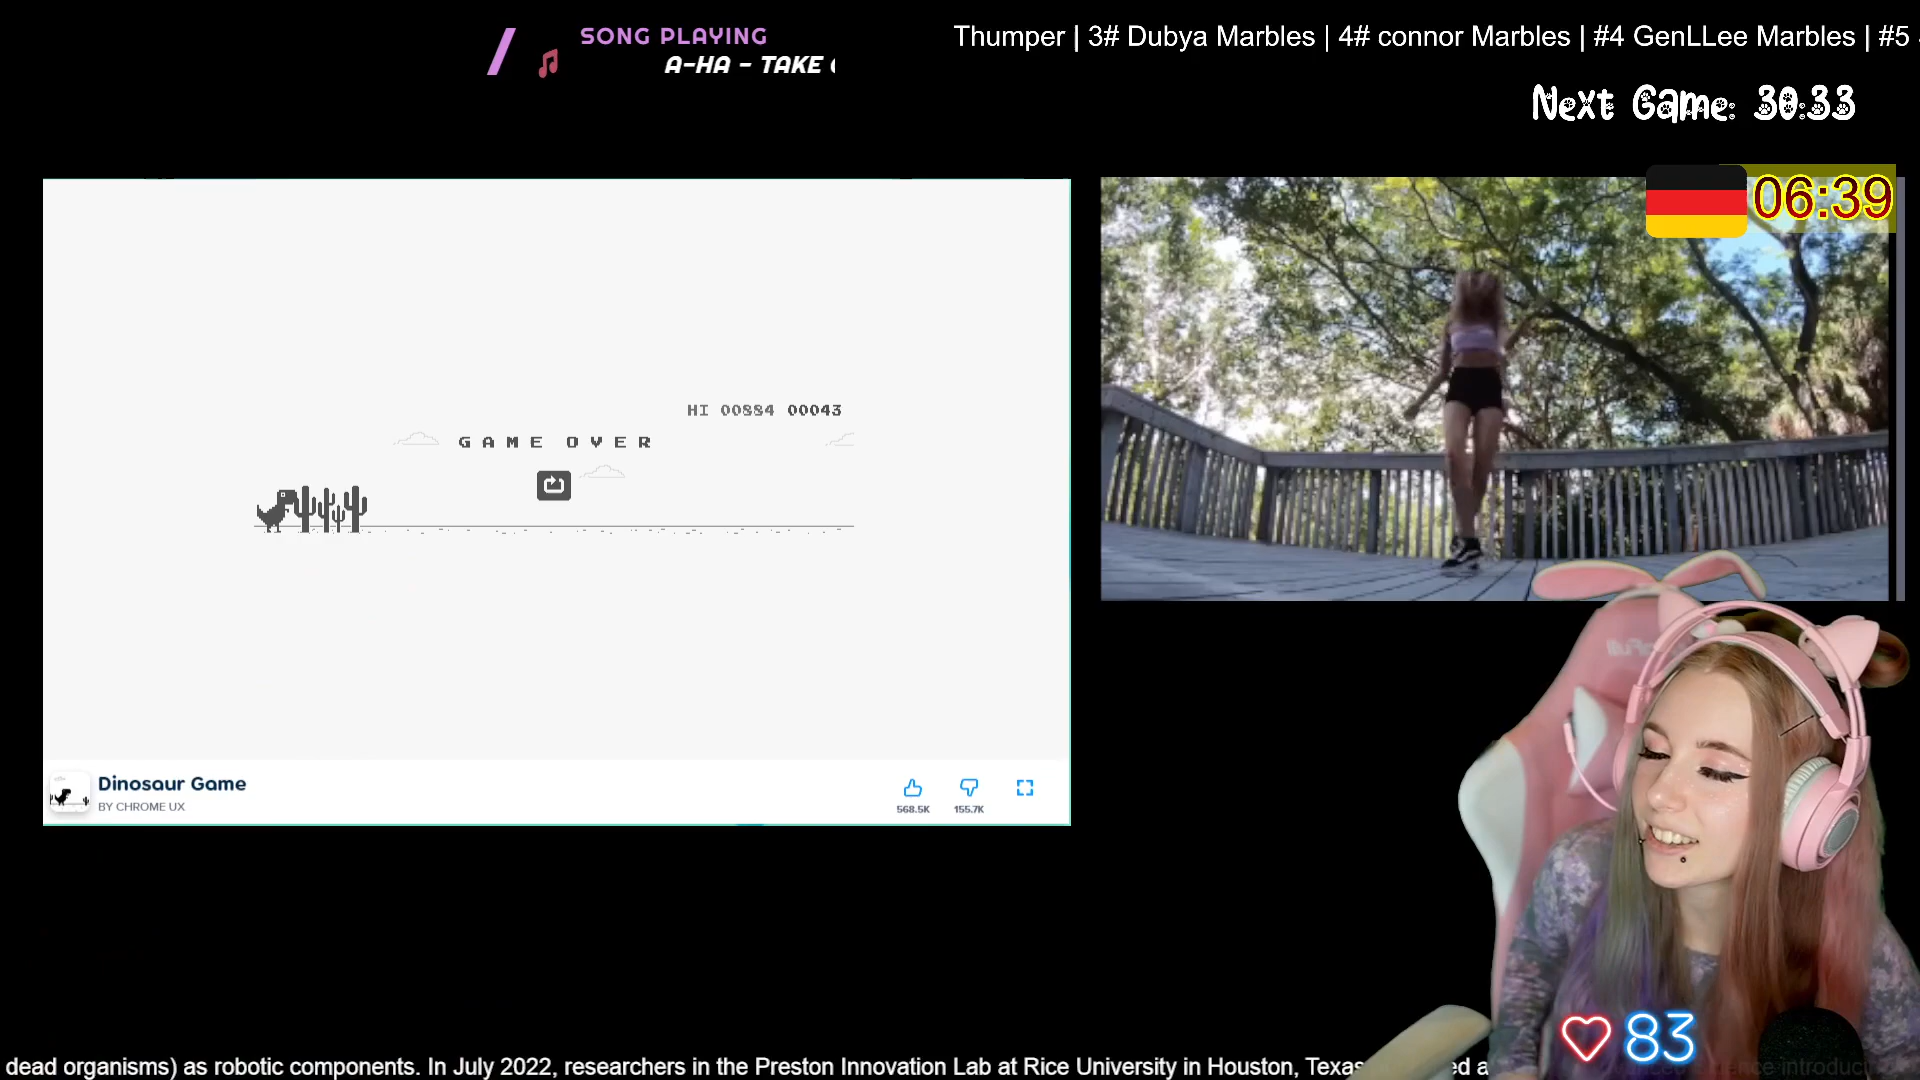 SONG PLAYING
A-HA - TAKE
Thumper | 3# Dubya Marbles | 4# connor Marbles | #4 GenLLee Marbles | #5
Next Game: 30:33
06:39
HI 00884 00043
GAME OVER
Dinosaur Game
BY CHROME UX
568.5K
155.7K
83
dead organisms) as robotic components. In July 2022, researchers in the Preston Innovation Lab at Rice University in Houston, Texas